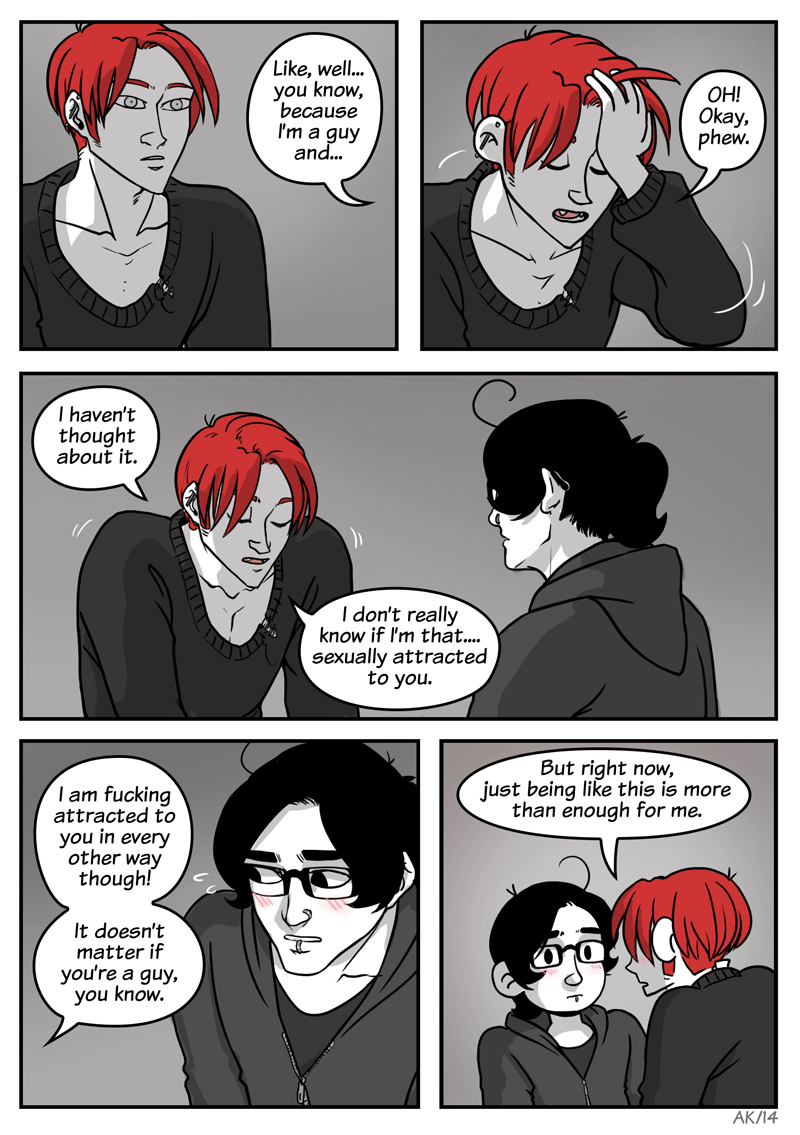 Like, well...
you know,
because
I'm a guy
and...
OH!
Okay,
phew.
I haven't
thought
about it.
I don't really
know if I'm that....
sexually attracted
to you.
I am fucking
attracted to
you in every
other way
though!
It doesn't
matter if
you're a guy,
you know.
But right now,
just being like this is more
than enough for me.
AK/14